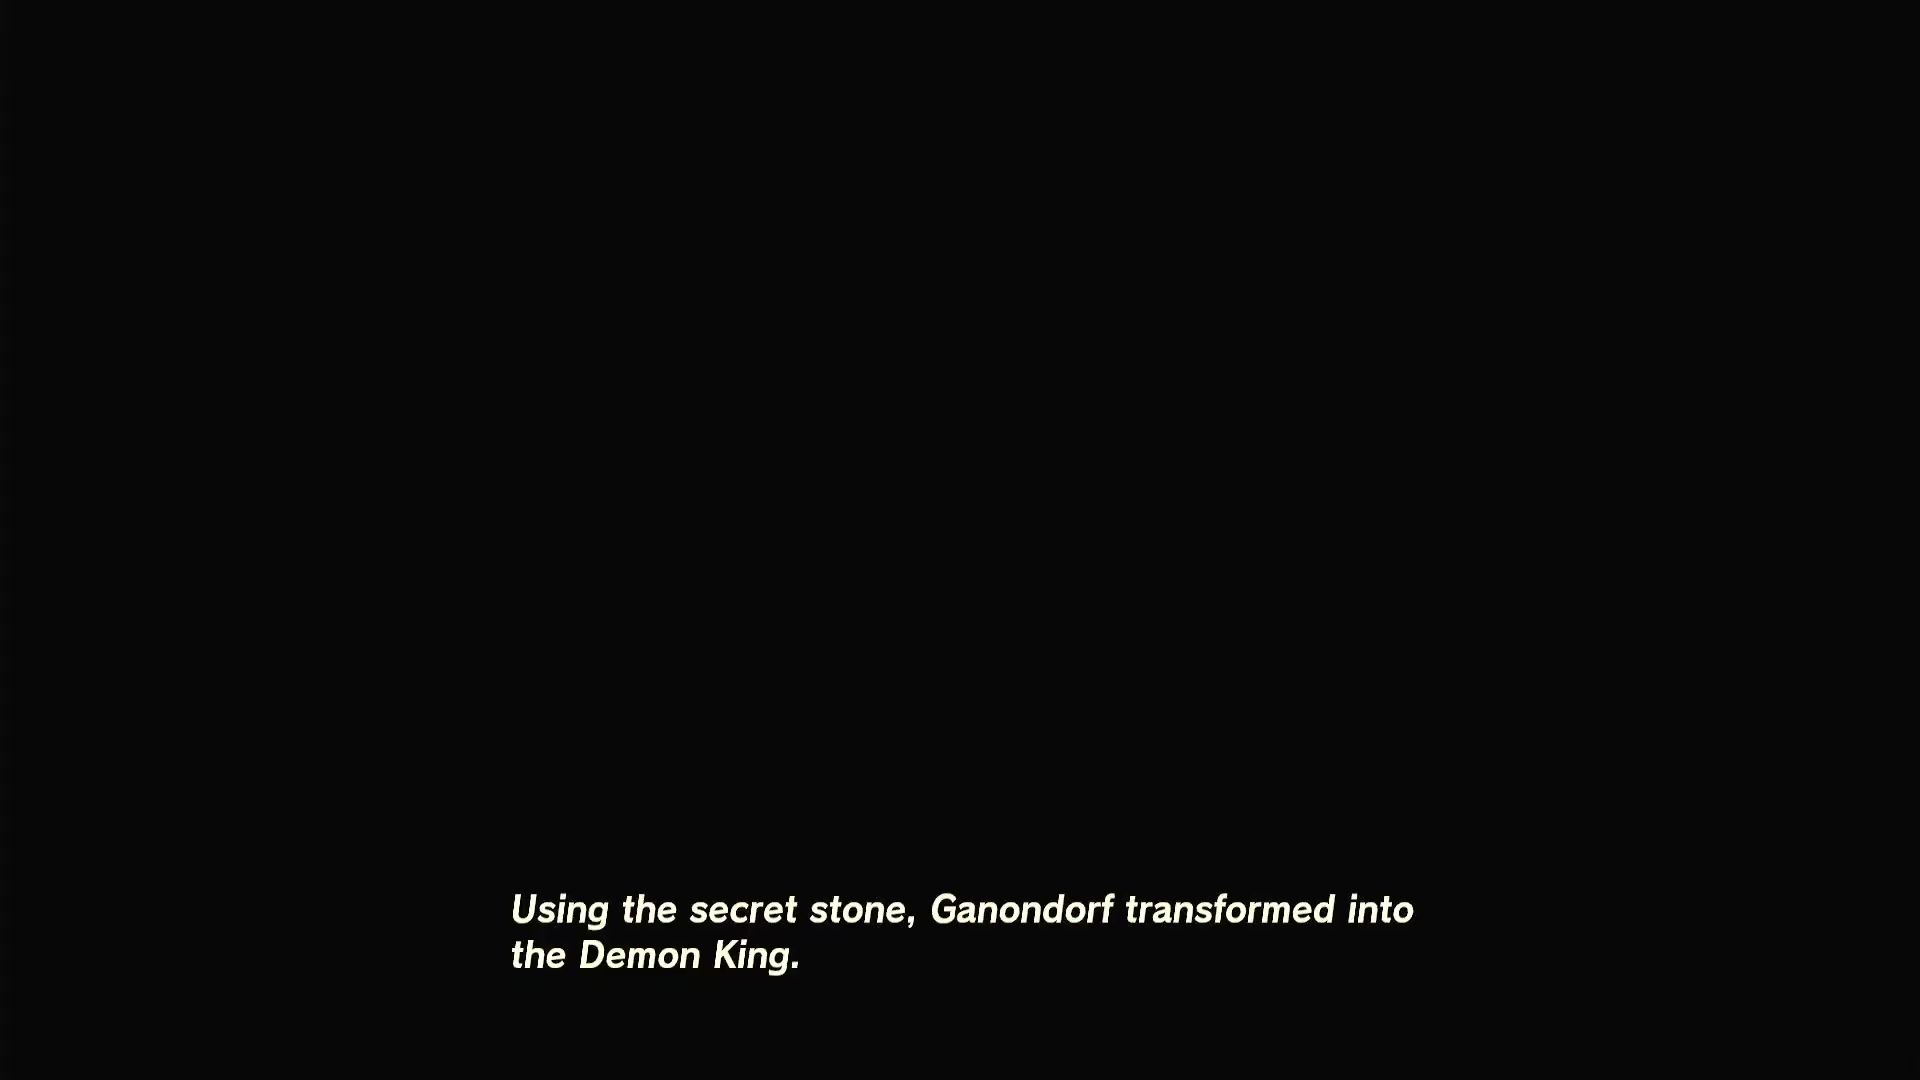 Using the secret stone, Ganondorf transformed into
the Demon King.